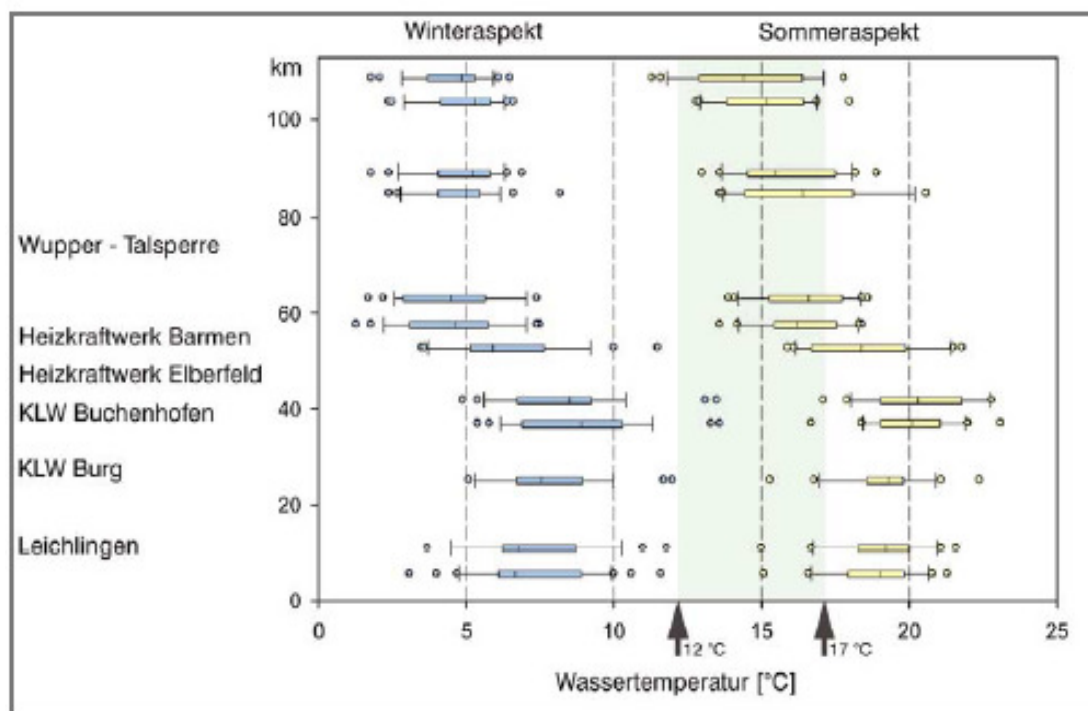 Winteraspekt
Sommeraspekt
km
100
80
Wupper - Talsperre
60
Heizkraftwerk Barmen
Heizkraftwerk Elberfeld
KLW Buchenhofen
40
KLW Burg
20
Leichlingen
0
0 5 10 15 20 25
12 °C 17 °C
Wassertemperatur [°C]